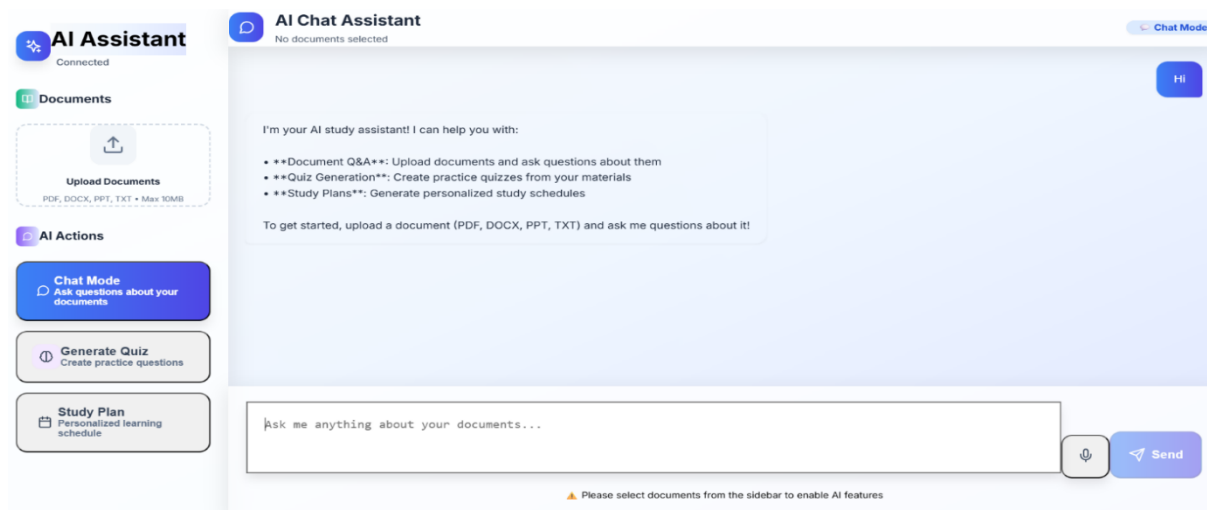 AI Assistant
Connected
Documents
Upload Documents
PDF, DOCX, PPT, TXT • Max 10MB
AI Actions
Chat Mode
Ask questions about your
documents
Generate Quiz
Create practice questions
Study Plan
Personalized learning
schedule
AI Chat Assistant
No documents selected
Chat Mode
Hi
I'm your AI study assistant! I can help you with:
• **Document Q&A**: Upload documents and ask questions about them
• **Quiz Generation**: Create practice quizzes from your materials
• **Study Plans**: Generate personalized study schedules
To get started, upload a document (PDF, DOCX, PPT, TXT) and ask me questions about it!
Ask me anything about your documents...
Send
⚠ Please select documents from the sidebar to enable AI features